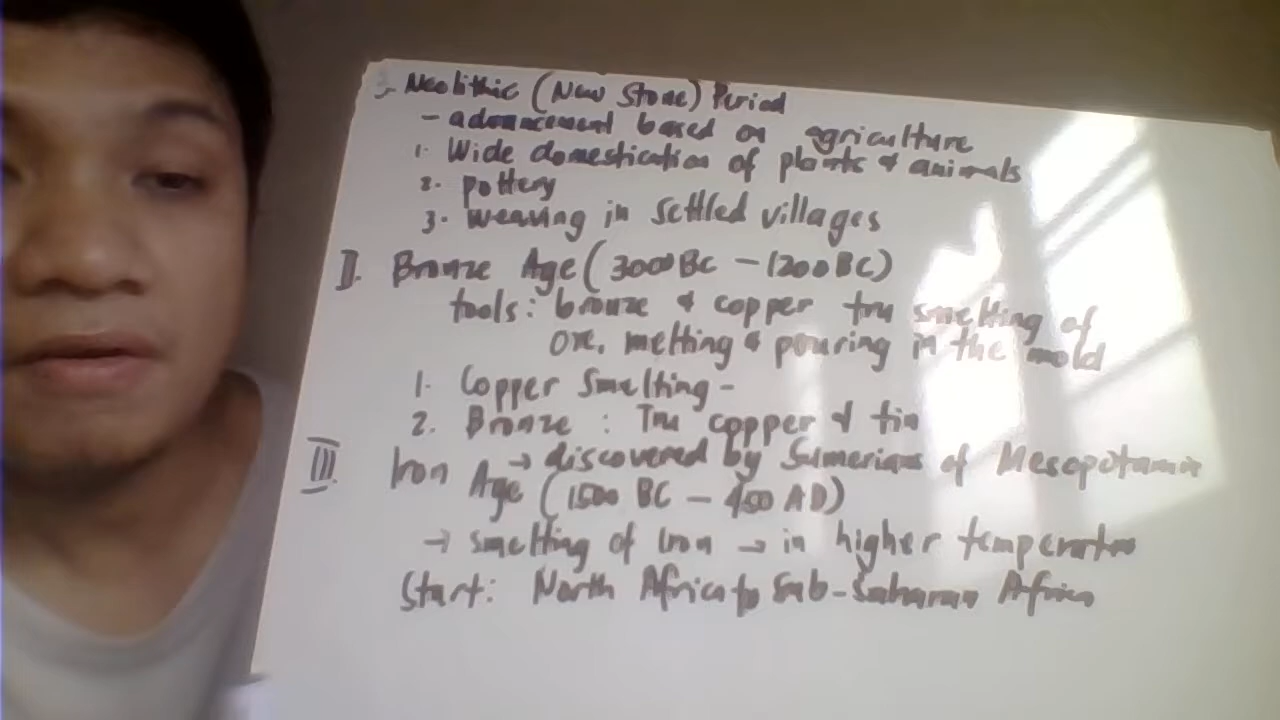 3. Neolithic (New Stone) Period
- advancement based on agriculture
1. Wide domestication of plants & animals
2. pottery
3. weaving in settled villages
II. Bronze Age (3000 BC - 1200 BC)
tools: bronze & copper tru smelting of
ore, melting & pouring in the mold
1. Copper Smelting -
2. Bronze : Tru copper & tin
→ discovered by Sumerians of Mesopotamia
III. Iron Age (1500 BC - 450 AD)
→ smelting of Iron → in higher temperature
Start: North Africa to Sub-Saharan Africa